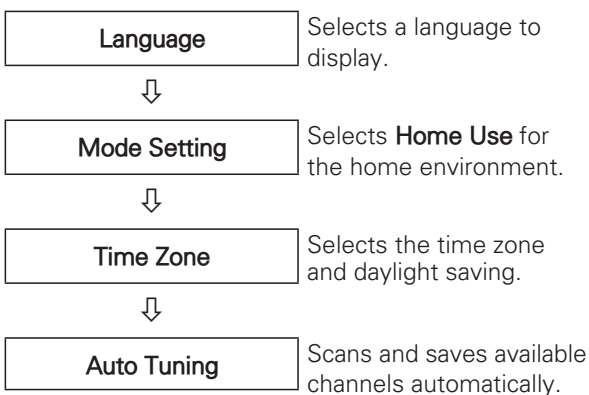 Language
Selects a language to
display.
⇩
Mode Setting
Selects Home Use for
the home environment.
⇩
Time Zone
Selects the time zone
and daylight saving.
⇩
Auto Tuning
Scans and saves available
channels automatically.